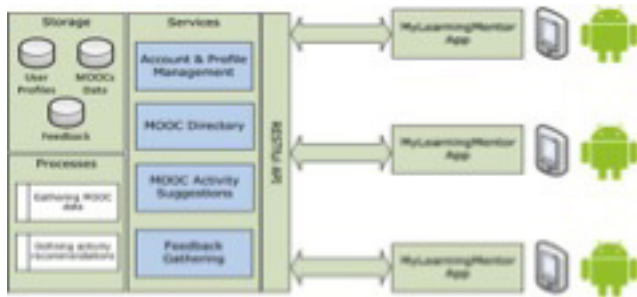 Storage
User
Profiles
MOOCs
Data
Feedback
Processes
Gathering MOOC
data
Defining activity
recommendations
Services
Account & Profile
Management
MOOC Directory
MOOC Activity
Suggestions
Feedback
Gathering
RESTful API
MyLearningMentor
App
MyLearningMentor
App
MyLearningMentor
App